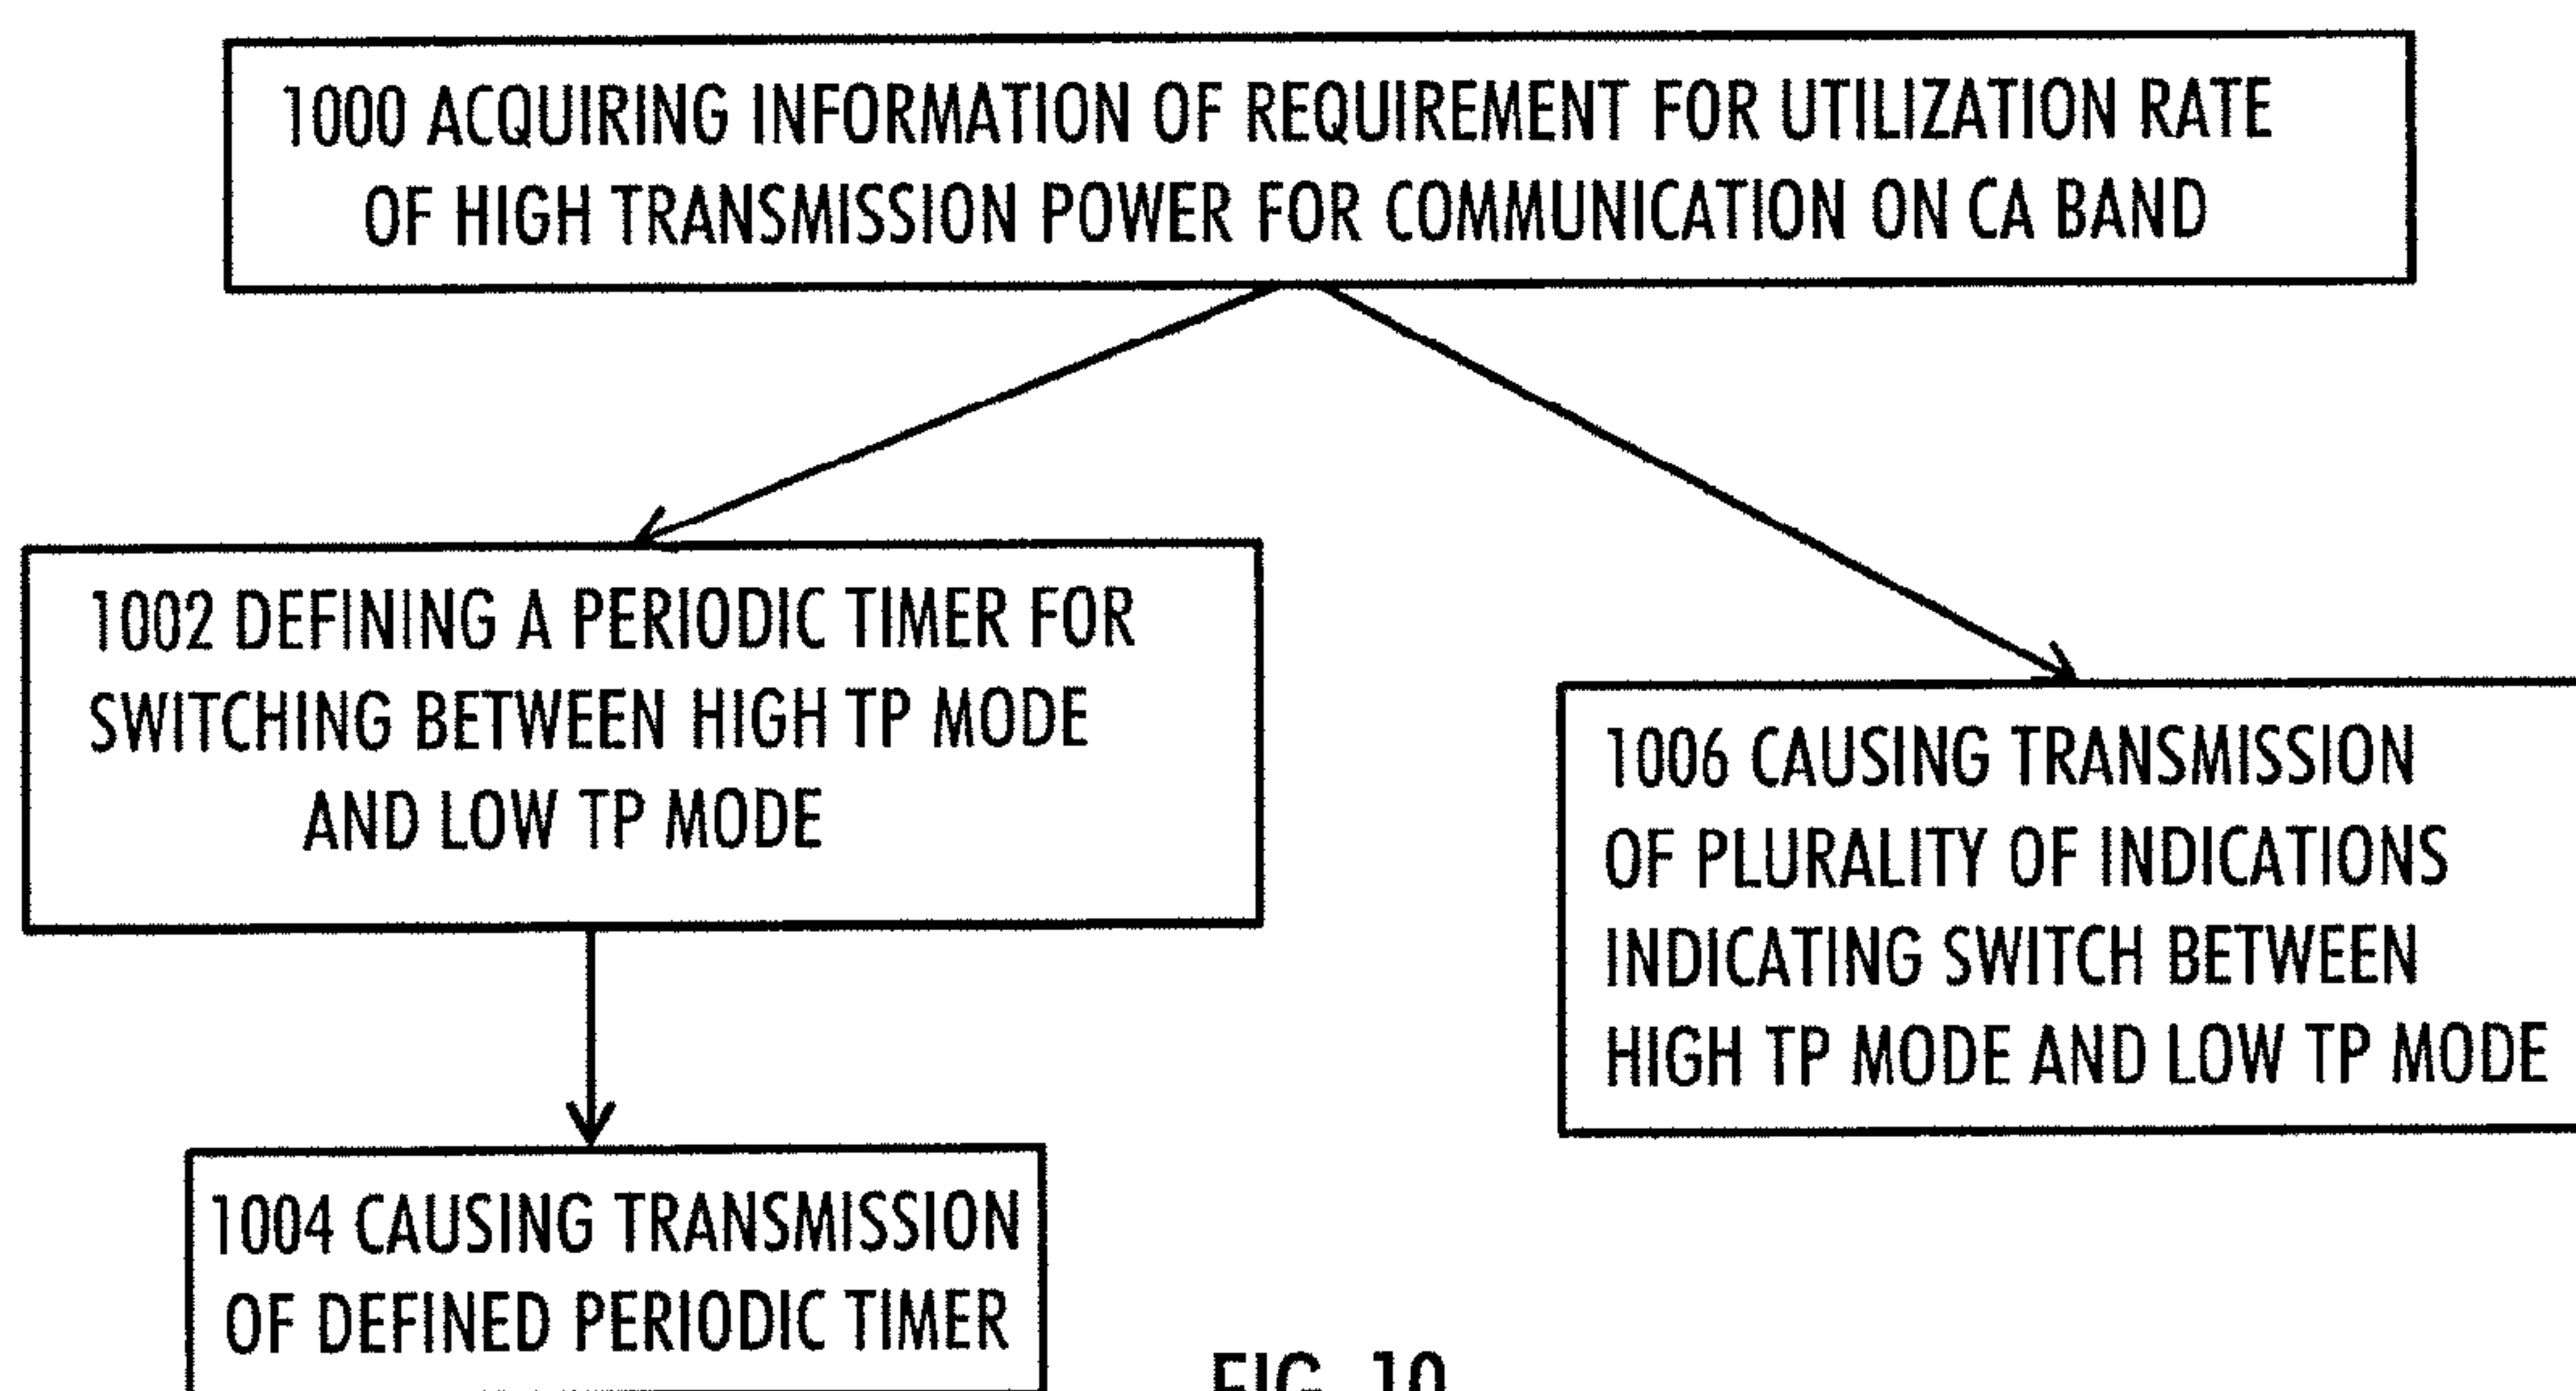 1000 ACQUIRING INFORMATION OF REQUIREMENT FOR UTILIZATION RATE
OF HIGH TRANSMISSION POWER FOR COMMUNICATION ON CA BAND
1002 DEFINING A PERIODIC TIMER FOR
SWITCHING BETWEEN HIGH TP MODE
AND LOW TP MODE
1006 CAUSING TRANSMISSION
OF PLURALITY OF INDICATIONS
INDICATING SWITCH BETWEEN
HIGH TP MODE AND LOW TP MODE
1004 CAUSING TRANSMISSION
OF DEFINED PERIODIC TIMER
FIG. 10